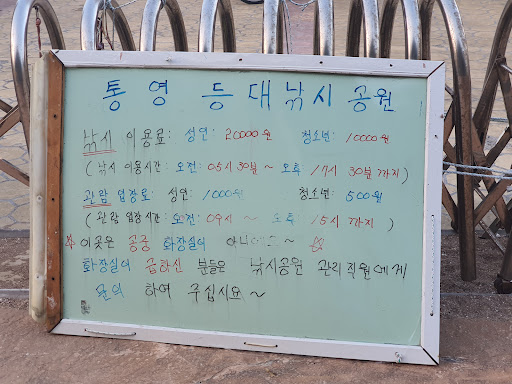 통영 등대낚시공원
낚시 이용료: 성인: 20000원 청소년: 10000원
(낚시 이용시간: 오전: 05시 30분 ~ 오후 17시 30분 까지)
관람 입장료: 성인: 1000원 청소년: 500원
(관람 입장시간: 오전: 09시 ~ 오후 15시 까지)
※ 이곳은 공중 화장실이 아니 ~ ※
화장실이 급하신 분들은 낚시공원 관리직원에게
문의 하여 주십시요~